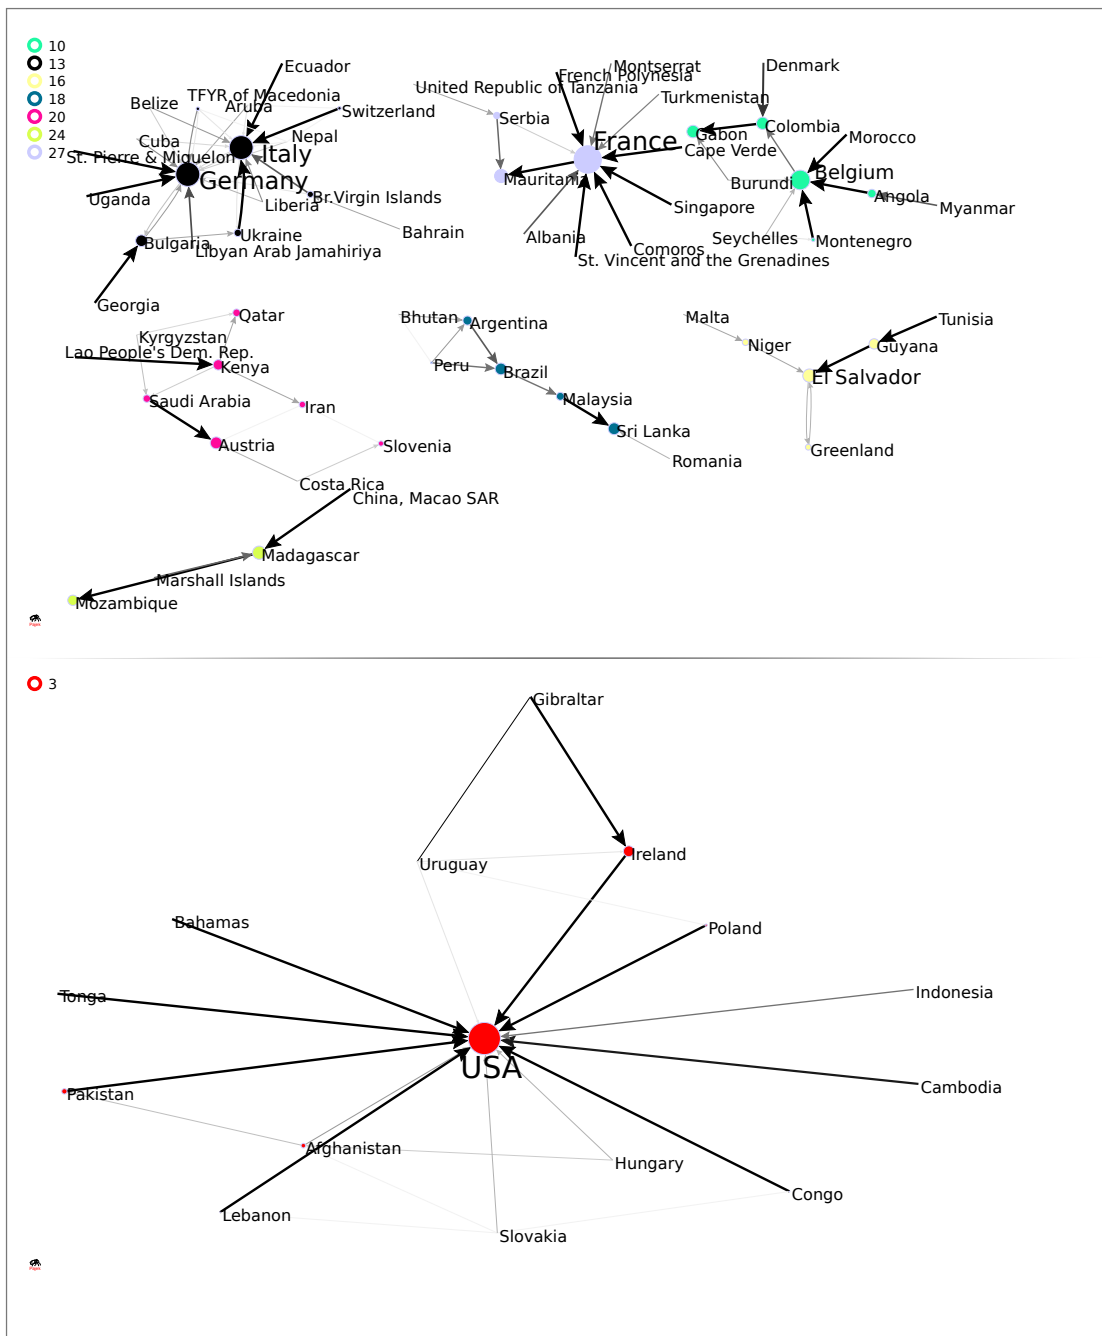 10
13
16
18
20
24
27
Ecuador
TFYR of Macedonia
Belize
Aruba
Switzerland
Cuba
Nepal
St. Pierre & Miquelon
Italy
Germany
Uganda
Liberia
Br.Virgin Islands
Bulgaria
Ukraine
Bahrain
Libyan Arab Jamahiriya
Georgia
Montserrat
French Polynesia
United Republic of Tanzania
Turkmenistan
Serbia
France
Cape Verde
Mauritania
Singapore
Albania
Comoros
St. Vincent and the Grenadines
Denmark
Colombia
Gabon
Morocco
Belgium
Burundi
Angola
Myanmar
Seychelles
Montenegro
Qatar
Kyrgyzstan
Lao People's Dem. Rep.
Kenya
Saudi Arabia
Iran
Austria
Slovenia
Costa Rica
China, Macao SAR
Madagascar
Marshall Islands
Mozambique
Bhutan
Argentina
Peru
Brazil
Malaysia
Sri Lanka
Romania
Malta
Tunisia
Niger
Guyana
El Salvador
Greenland
3
Gibraltar
Ireland
Uruguay
Bahamas
Poland
Tonga
Indonesia
USA
Pakistan
Cambodia
Afghanistan
Hungary
Congo
Lebanon
Slovakia